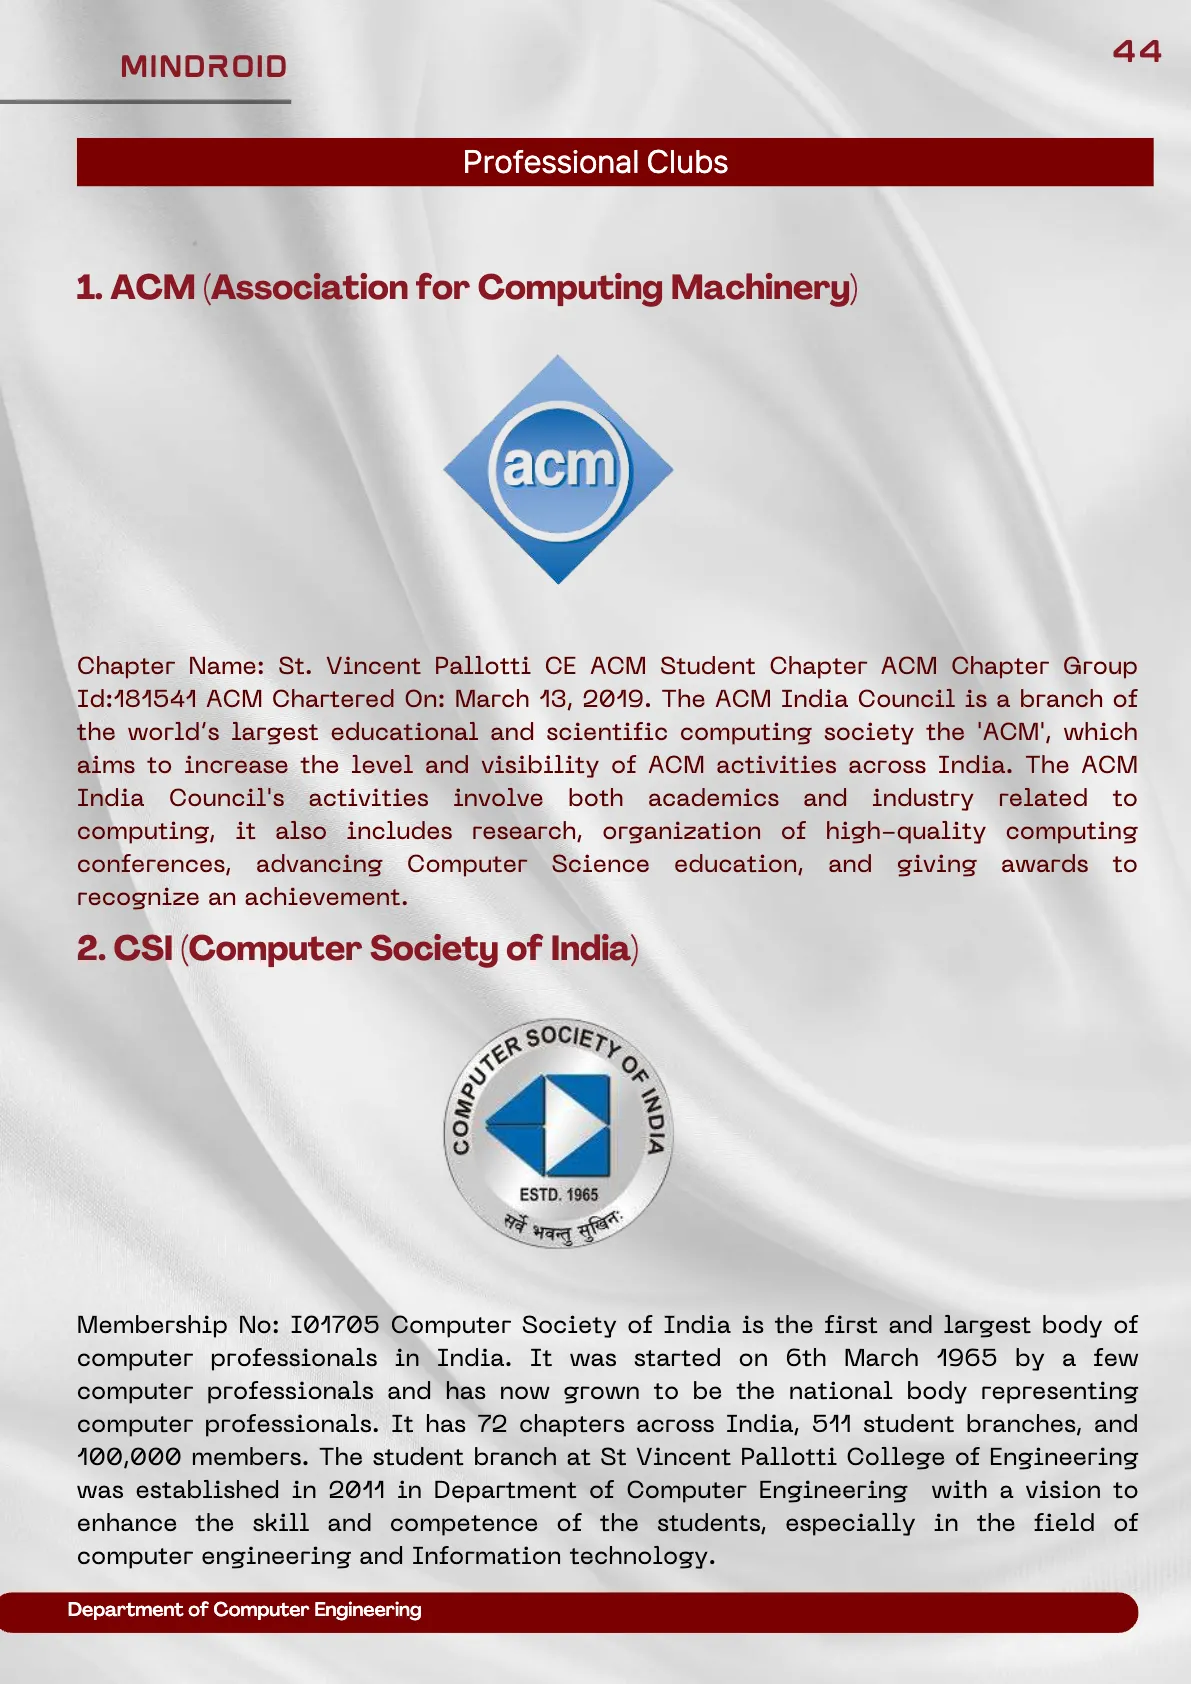 MINDROID
44
Professional Clubs
1. ACM (Association for Computing Machinery)
acm
Chapter Name: St. Vincent Pallotti CE ACM Student Chapter ACM Chapter Group
Id:181541 ACM Chartered On: March 13, 2019. The ACM India Council is a branch of
the world’s largest educational and scientific computing society the 'ACM', which
aims to increase the level and visibility of ACM activities across India. The ACM
India Council's activities involve both academics and industry related to
computing, it also includes research, organization of high-quality computing
conferences, advancing Computer Science education, and giving awards to
recognize an achievement.
2. CSI (Computer Society of India)
COMPUTER SOCIETY OF INDIA
ESTD. 1965
सर्वे भवन्तु सुखिनः
Membership No: I01705 Computer Society of India is the first and largest body of
computer professionals in India. It was started on 6th March 1965 by a few
computer professionals and has now grown to be the national body representing
computer professionals. It has 72 chapters across India, 511 student branches, and
100,000 members. The student branch at St Vincent Pallotti College of Engineering
was established in 2011 in Department of Computer Engineering  with a vision to
enhance the skill and competence of the students, especially in the field of
computer engineering and Information technology.
Department of Computer Engineering